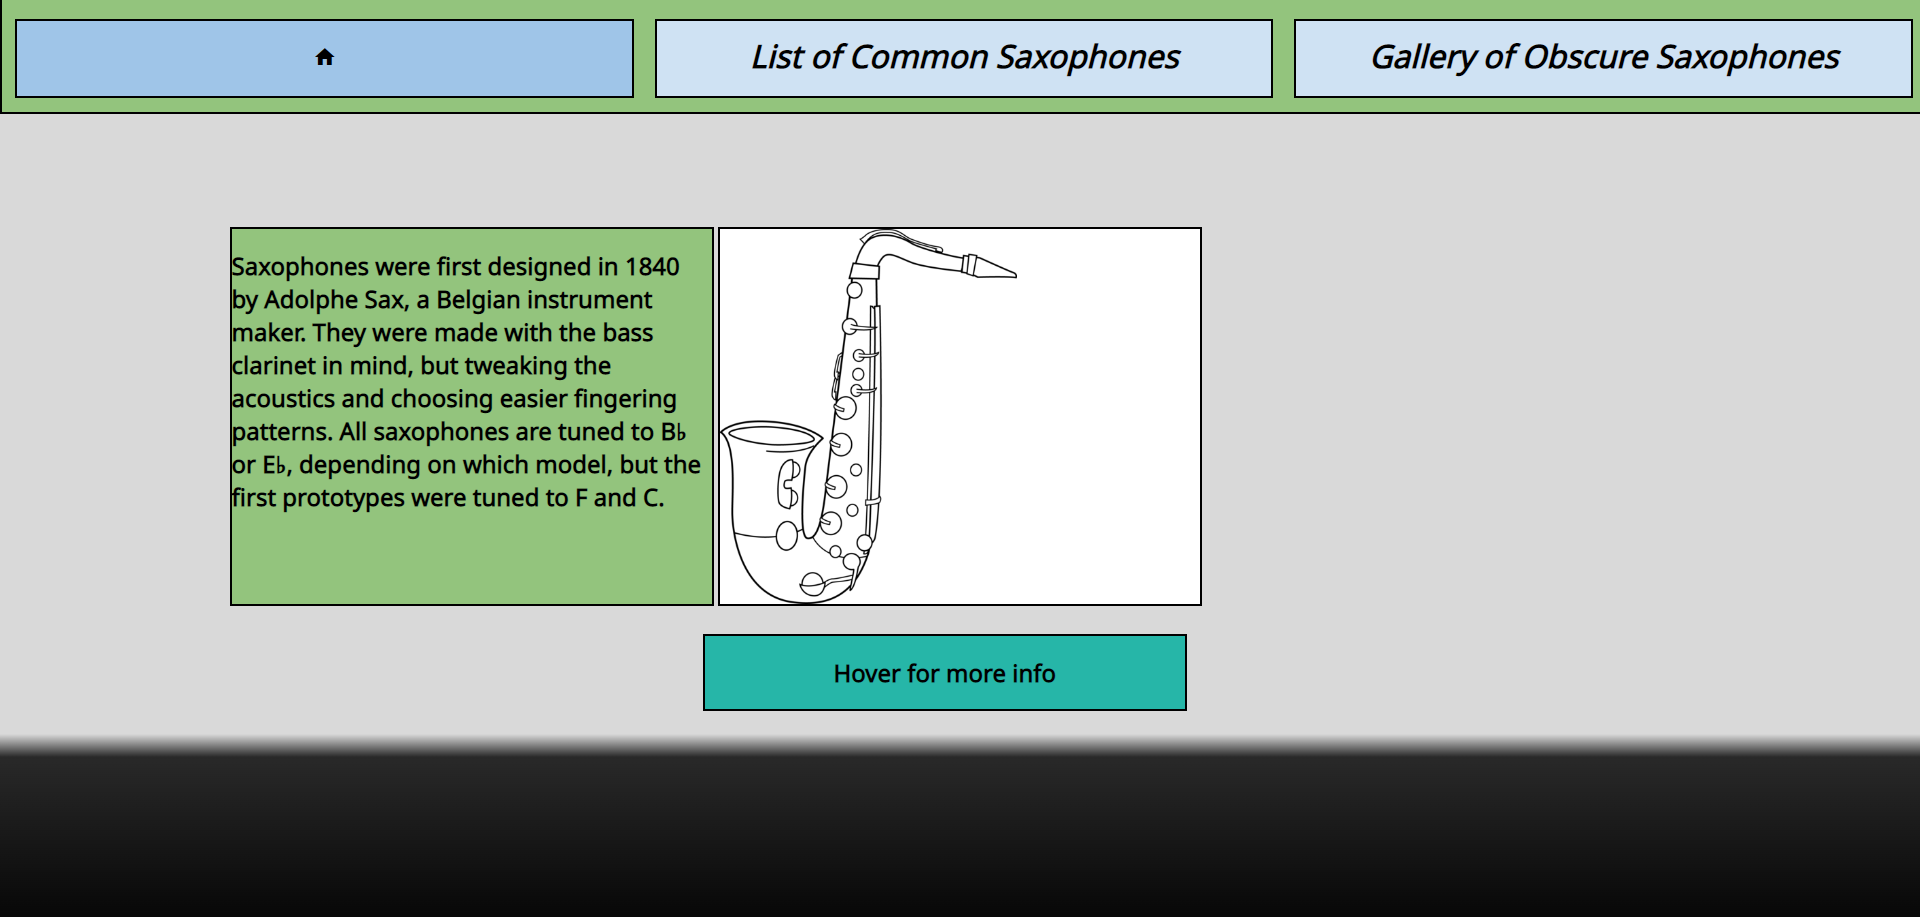 List of Common Saxophones
Gallery of Obscure Saxophones
Saxophones were first designed in 1840
by Adolphe Sax, a Belgian instrument
maker. They were made with the bass
clarinet in mind, but tweaking the
acoustics and choosing easier fingering
patterns. All saxophones are tuned to B♭
or E♭, depending on which model, but the
first prototypes were tuned to F and C.
Hover for more info